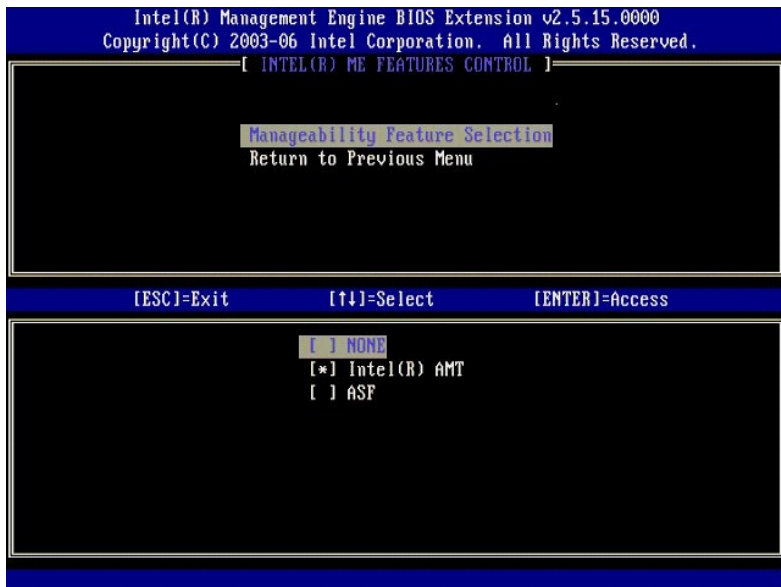 Intel(R) Management Engine BIOS Extension v2.5.15.0000
Copyright(C) 2003-06 Intel Corporation. All Rights Reserved.
[ INTEL(R) ME FEATURES CONTROL ]
Manageability Feature Selection
Return to Previous Menu
[ESC]=Exit [↑↓]=Select [ENTER]=Access
[ ] NONE
[*] Intel(R) AMT
[ ] ASF